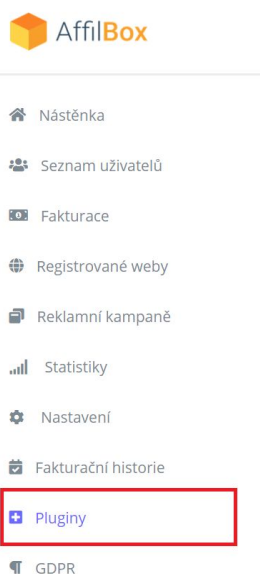 AffilBox
Nástěnka
Seznam uživatelů
Fakturace
Registrované weby
Reklamní kampaně
Statistiky
Nastavení
Fakturační historie
Pluginy
GDPR